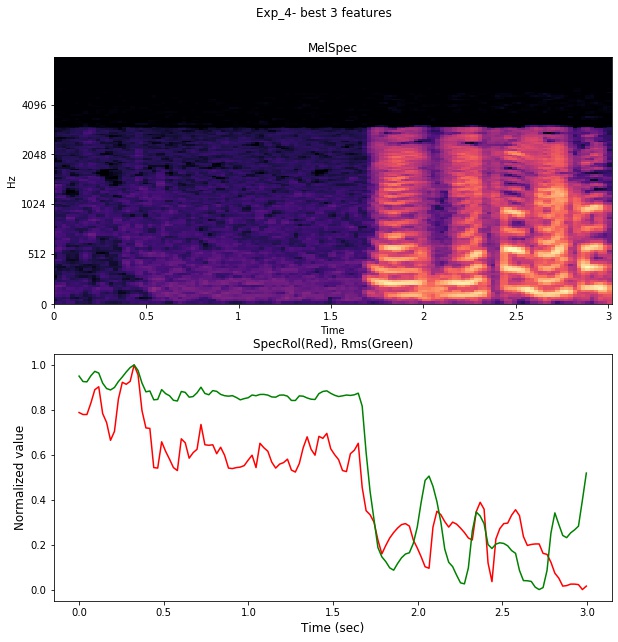 Exp_4- best 3 features
MelSpec
4096
2048
1024
512
0
Hz
0 0.5 1 1.5 2 2.5 3
Time
SpecRol(Red), Rms(Green)
1.0
0.8
0.6
0.4
0.2
0.0
Normalized value
0.0 0.5 1.0 1.5 2.0 2.5 3.0
Time (sec)